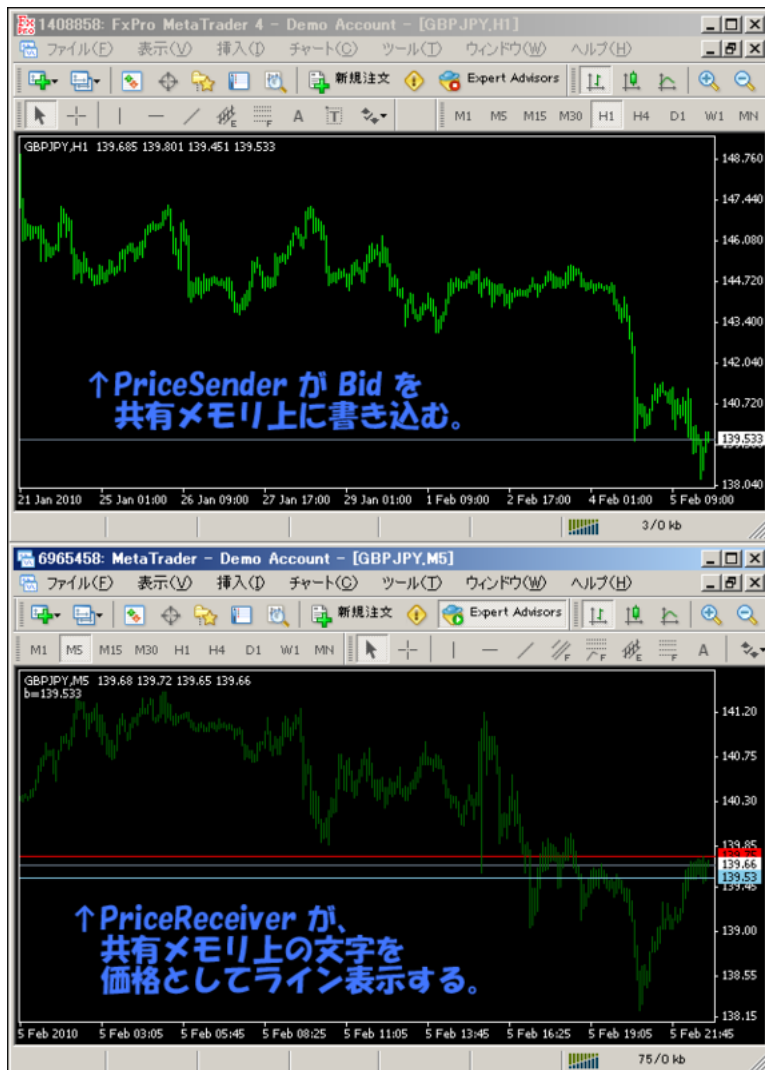 1408858: FxPro MetaTrader 4 - Demo Account - [GBPJPY,H1]
ファイル(F) 表示(V) 挿入(I) チャート(C) ツール(T) ウィンドウ(W) ヘルプ(H)
新規注文 Expert Advisors
A T M1 M5 M15 M30 H1 H4 D1 W1 MN
GBPJPY,H1 139.685 139.801 139.451 139.533
148.760
147.440
146.080
144.720
143.400
142.040
140.720
139.533
138.040
↑PriceSender が Bid を
共有メモリ上に書き込む。
21 Jan 2010 25 Jan 01:00 26 Jan 09:00 27 Jan 17:00 29 Jan 01:00 1 Feb 09:00 2 Feb 17:00 4 Feb 01:00 5 Feb 09:00
3/0 kb
6965458: MetaTrader - Demo Account - [GBPJPY,M5]
ファイル(F) 表示(V) 挿入(I) チャート(C) ツール(T) ウィンドウ(W) ヘルプ(H)
新規注文 Expert Advisors
M1 M5 M15 M30 H1 H4 D1 W1 MN A
GBPJPY,M5 139.68 139.72 139.65 139.66
b=139.533
141.20
140.75
140.30
139.85
139.66
139.53
139.45
139.00
138.55
138.15
↑PriceReceiver が、
共有メモリ上の文字を
価格としてライン表示する。
5 Feb 2010 5 Feb 03:05 5 Feb 05:45 5 Feb 08:25 5 Feb 11:05 5 Feb 13:45 5 Feb 16:25 5 Feb 19:05 5 Feb 21:45
75/0 kb